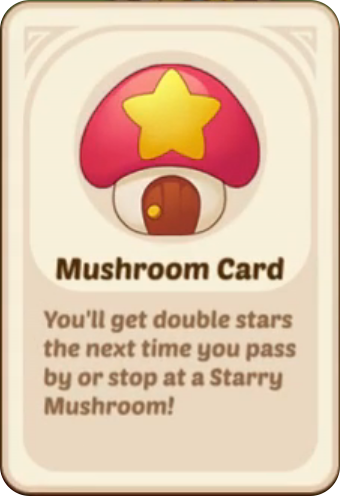 Mushroom Card
You'll get double stars
the next time you pass
by or stop at a Starry
Mushroom!